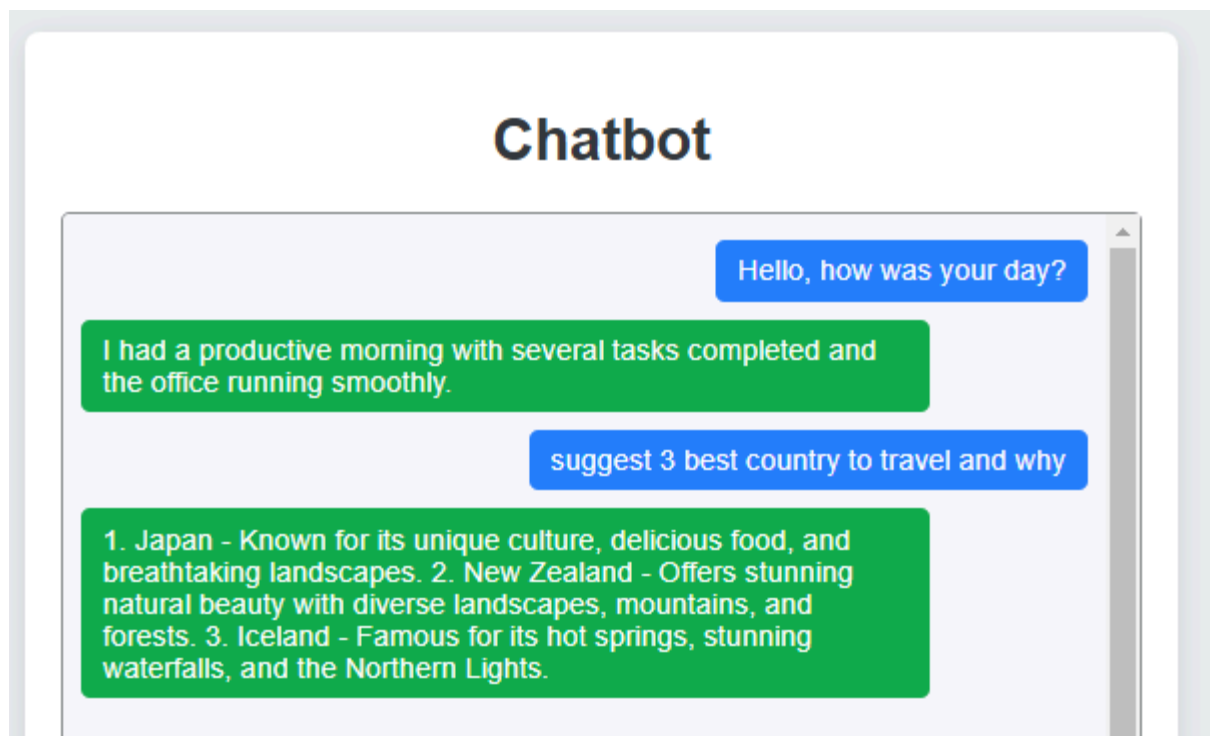 Chatbot
Hello, how was your day?
I had a productive morning with several tasks completed and
the office running smoothly.
suggest 3 best country to travel and why
1. Japan - Known for its unique culture, delicious food, and
breathtaking landscapes. 2. New Zealand - Offers stunning
natural beauty with diverse landscapes, mountains, and
forests. 3. Iceland - Famous for its hot springs, stunning
waterfalls, and the Northern Lights.